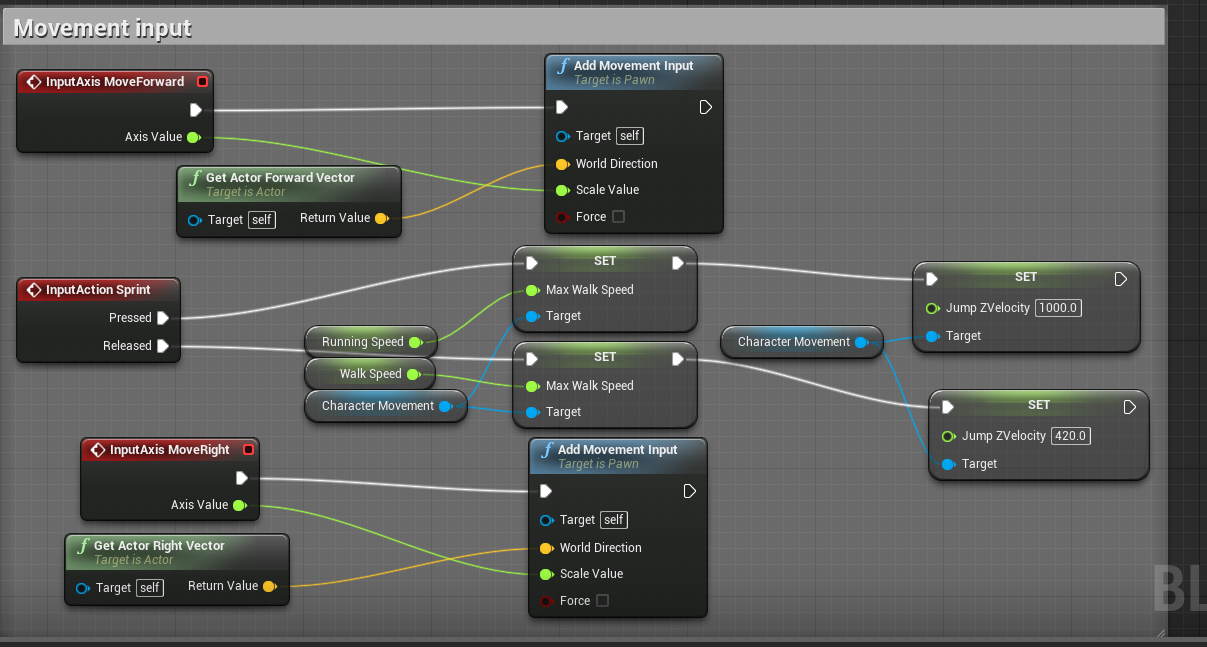 Movement input
InputAxis MoveForward
Axis Value
Get Actor Forward Vector
Target is Actor
Target self
Return Value
Add Movement Input
Target is Pawn
Target self
World Direction
Scale Value
Force
InputAction Sprint
Pressed
Released
Running Speed
Walk Speed
Character Movement
SET
Max Walk Speed
Target
SET
Max Walk Speed
Target
Character Movement
SET
Jump ZVelocity 1000.0
Target
SET
Jump ZVelocity 420.0
Target
InputAxis MoveRight
Axis Value
Get Actor Right Vector
Target is Actor
Target self
Return Value
Add Movement Input
Target is Pawn
Target self
World Direction
Scale Value
Force
BL